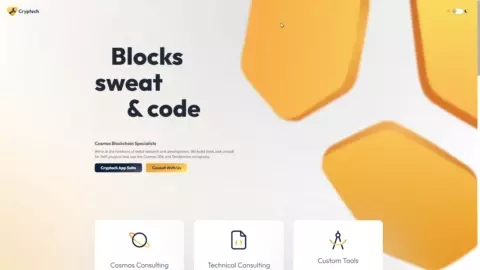 Cryptech
Blocks
sweat
& code
Cosmos Blockchain Specialists
Cryptech App Suite
Consult With Us
Cosmos Consulting
Technical Consulting
Custom Tools